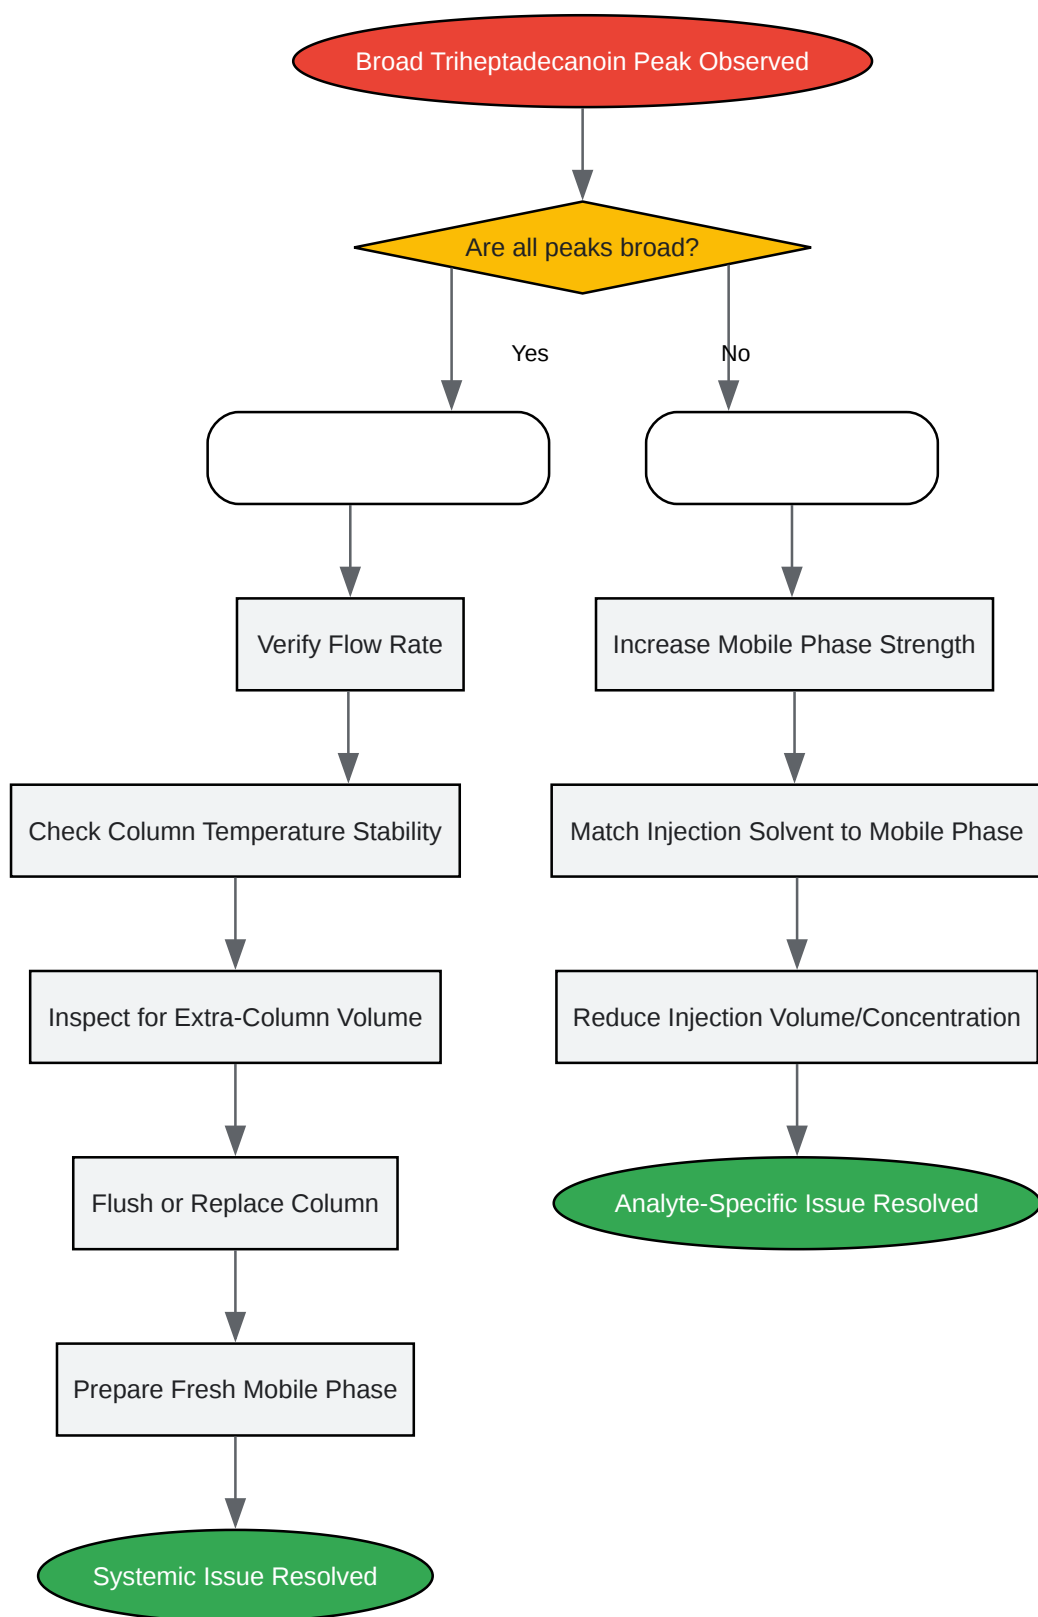 Broad Triheptadecanoin Peak Observed
Are all peaks broad?
Yes
No
Verify Flow Rate
Increase Mobile Phase Strength
Check Column Temperature Stability
Match Injection Solvent to Mobile Phase
Inspect for Extra-Column Volume
Reduce Injection Volume/Concentration
Flush or Replace Column
Analyte-Specific Issue Resolved
Prepare Fresh Mobile Phase
Systemic Issue Resolved